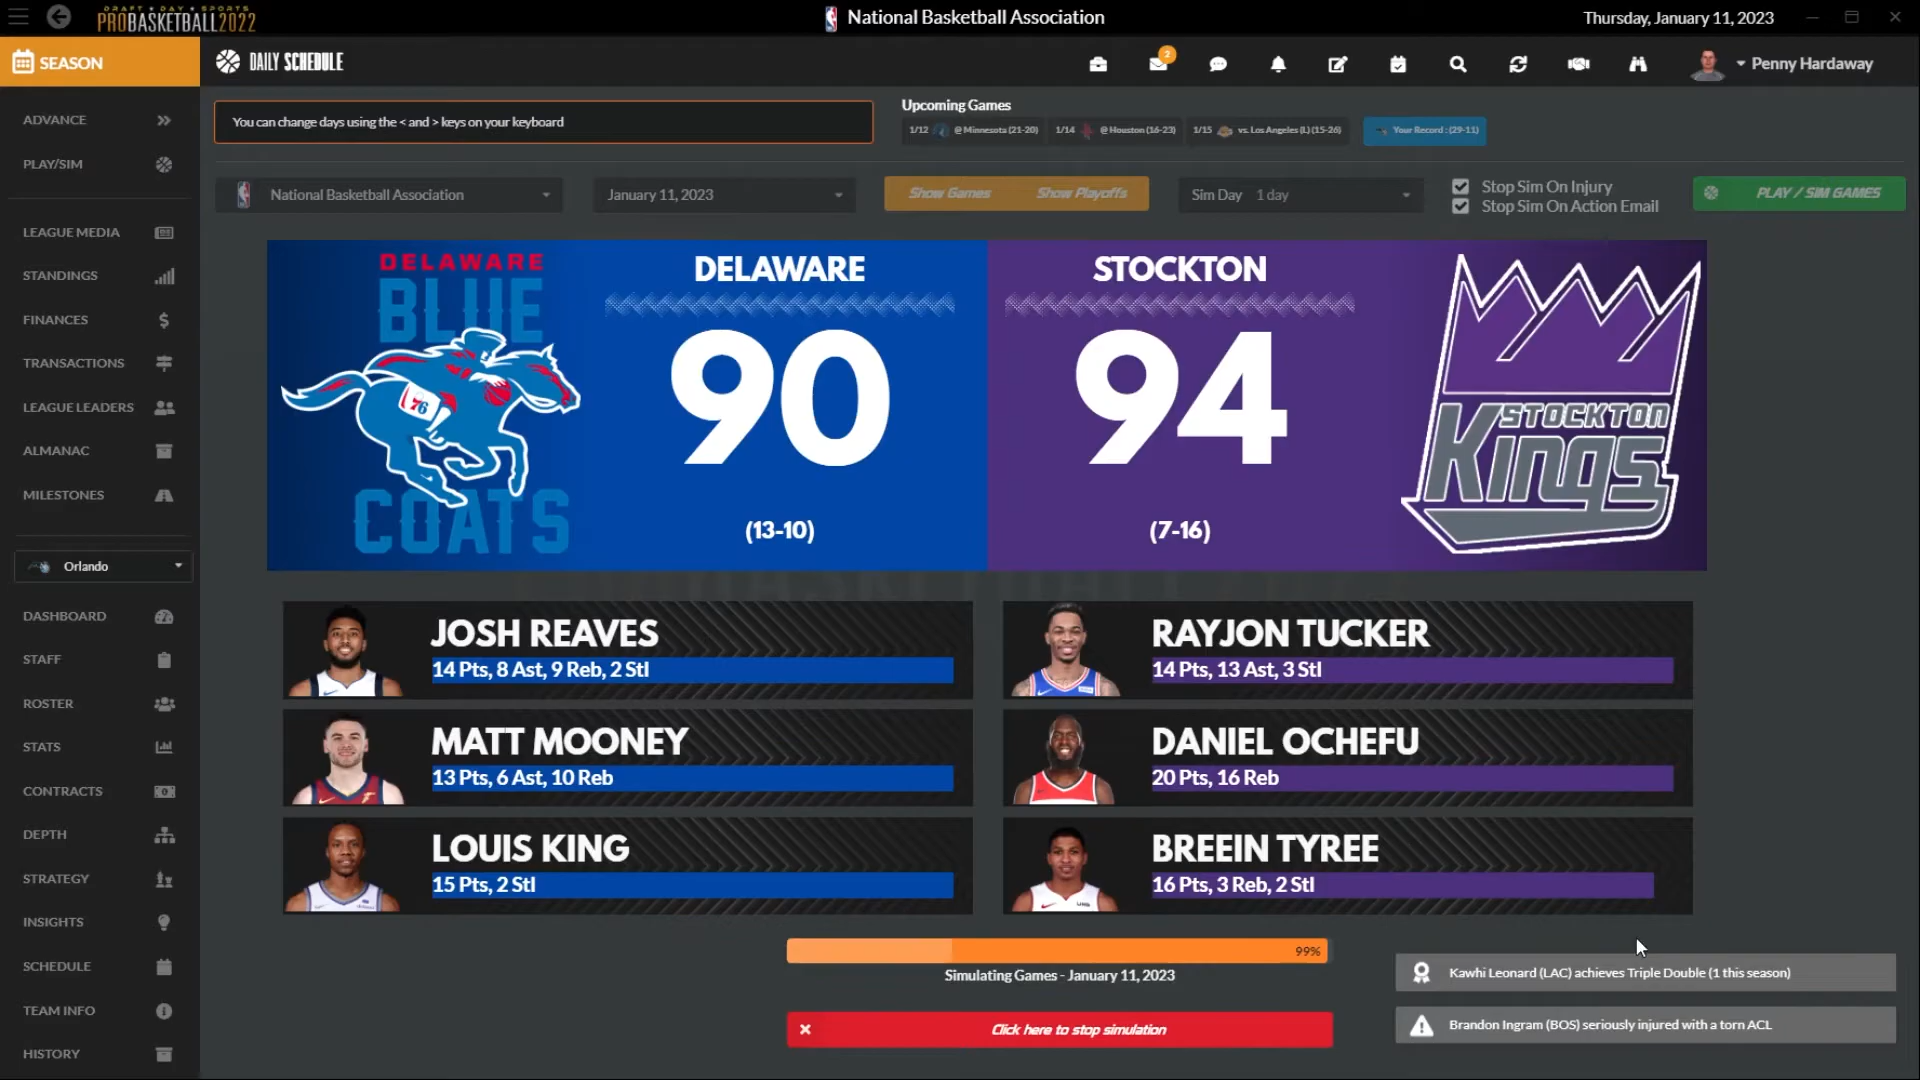 DRAFT DAY SPORTS
PROBASKETBALL2022
National Basketball Association
Thursday, January 11, 2023
SEASON
DAILY SCHEDULE
2
Penny Hardaway
ADVANCE
PLAY/SIM
LEAGUE MEDIA
STANDINGS
FINANCES
TRANSACTIONS
LEAGUE LEADERS
ALMANAC
MILESTONES
Orlando
DASHBOARD
STAFF
ROSTER
STATS
CONTRACTS
DEPTH
STRATEGY
INSIGHTS
SCHEDULE
TEAM INFO
HISTORY
You can change days using the < and > keys on your keyboard
Upcoming Games
1/12 @ Minnesota (21-20)
1/14 @ Houston (16-23)
1/15 vs. Los Angeles (L) (15-26)
Your Record : (29-11)
National Basketball Association
January 11, 2023
Show Games
Show Playoffs
Sim Day 1 day
Stop Sim On Injury
Stop Sim On Action Email
PLAY / SIM GAMES
DELAWARE
BLUE
76
COATS
DELAWARE
90
(13-10)
STOCKTON
94
(7-16)
STOCKTON
Kings
JOSH REAVES
14 Pts, 8 Ast, 9 Reb, 2 Stl
MATT MOONEY
13 Pts, 6 Ast, 10 Reb
LOUIS KING
15 Pts, 2 Stl
RAYJON TUCKER
14 Pts, 13 Ast, 3 Stl
DANIEL OCHEFU
20 Pts, 16 Reb
BREEIN TYREE
16 Pts, 3 Reb, 2 Stl
99%
Simulating Games - January 11, 2023
Click here to stop simulation
Kawhi Leonard (LAC) achieves Triple Double (1 this season)
Brandon Ingram (BOS) seriously injured with a torn ACL